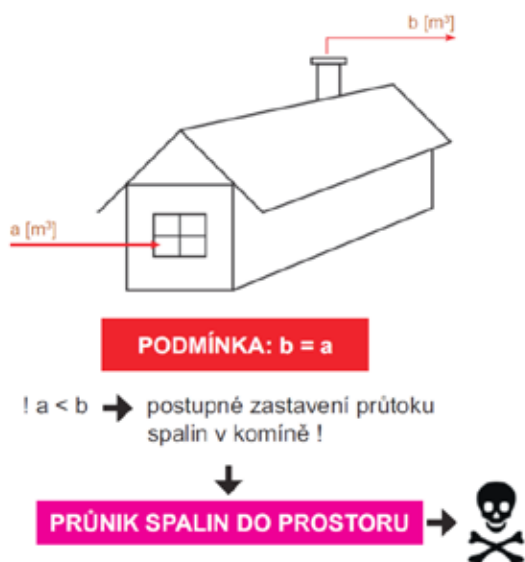 b [m³]
a [m³]
PODMÍNKA: b = a
! a < b → postupné zastavení průtoku
spalin v komíně !
PRŮNIK SPALIN DO PROSTORU